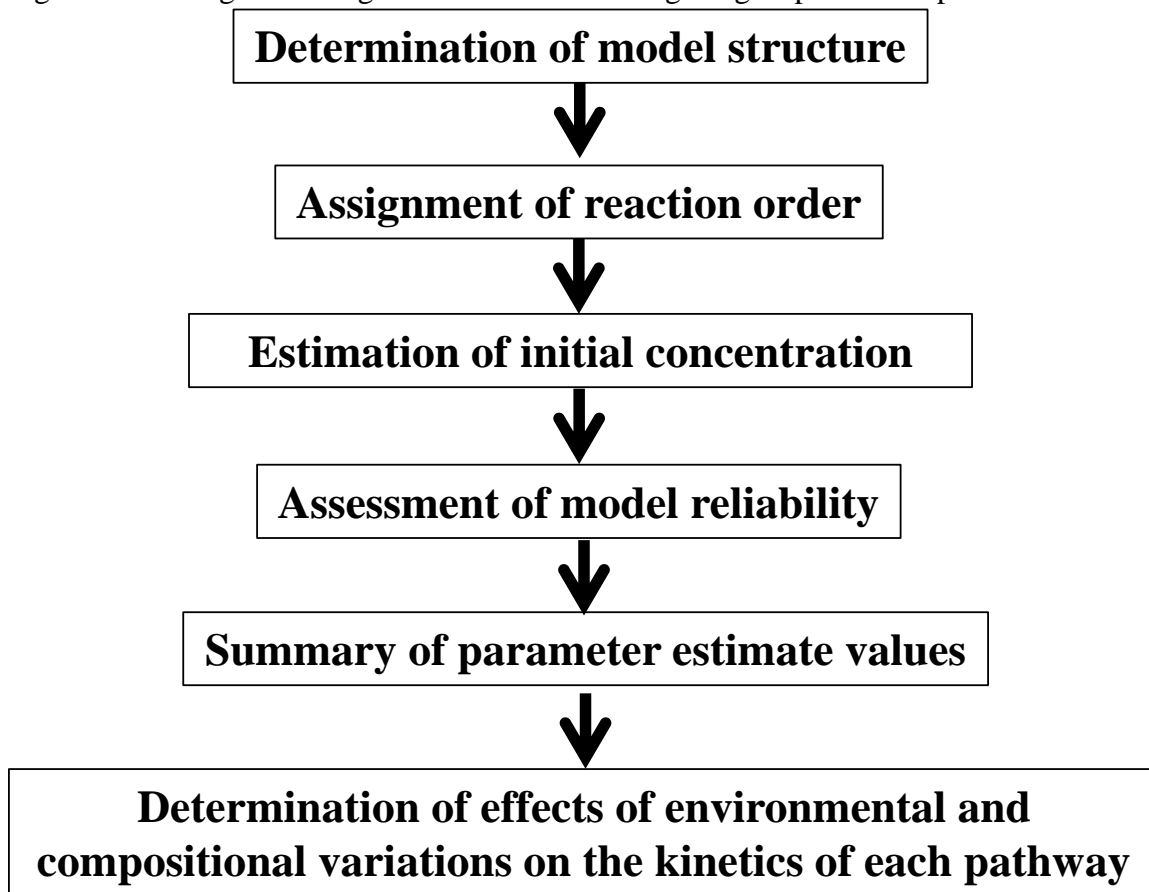 Determination of model structure
Assignment of reaction order
Estimation of initial concentration
Assessment of model reliability
Summary of parameter estimate values
Determination of effects of environmental and
compositional variations on the kinetics of each pathway